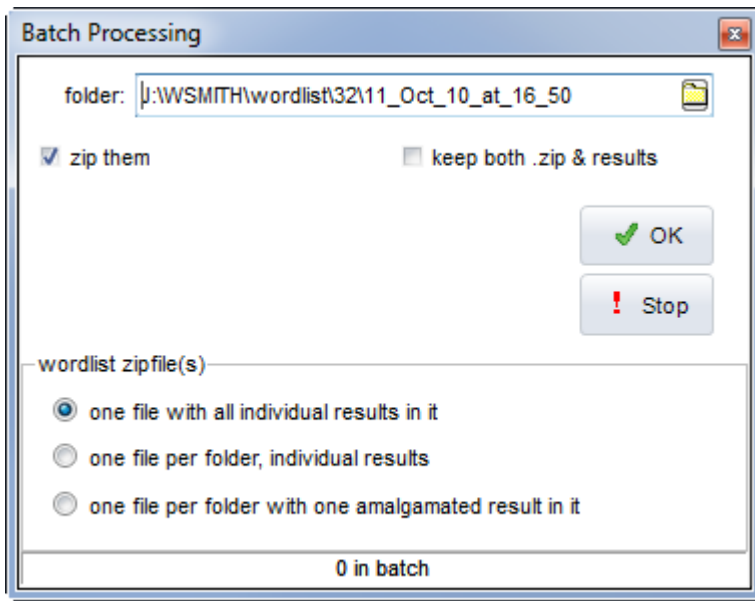 Batch Processing
folder: J:\WSMITH\wordlist\32\11_Oct_10_at_16_50
zip them
keep both .zip & results
OK
! Stop
wordlist zipfile(s)
one file with all individual results in it
one file per folder, individual results
one file per folder with one amalgamated result in it
0 in batch